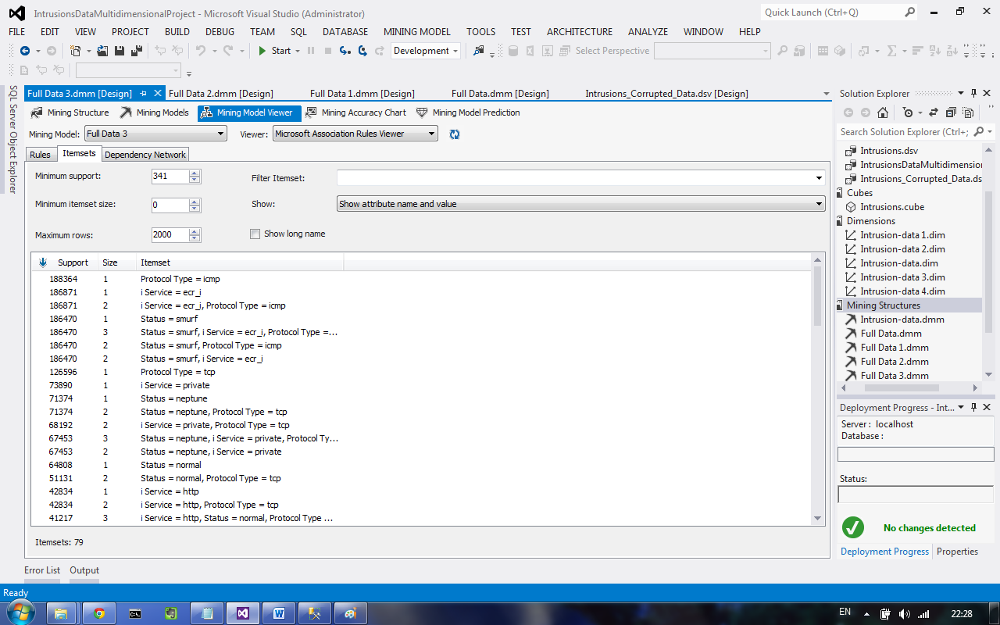 IntrusionsDataMultidimensionalProject - Microsoft Visual Studio (Administrator)
Quick Launch (Ctrl+Q)
FILE EDIT VIEW PROJECT BUILD DEBUG TEAM SQL DATABASE MINING MODEL TOOLS TEST ARCHITECTURE ANALYZE WINDOW HELP
Start Development Select Perspective
SQL Server Object Explorer
Full Data 3.dmm [Design] Full Data 2.dmm [Design] Full Data 1.dmm [Design] Full Data.dmm [Design] Intrusions_Corrupted_Data.dsv [Design]
Mining Structure Mining Models Mining Model Viewer Mining Accuracy Chart Mining Model Prediction
Mining Model: Full Data 3 Viewer: Microsoft Association Rules Viewer
Rules Itemsets Dependency Network
Minimum support: 341 Filter Itemset:
Minimum itemset size: 0 Show: Show attribute name and value
Maximum rows: 2000 Show long name
Support Size Itemset
188364 1 Protocol Type = icmp
186871 1 i Service = ecr_i
186871 2 i Service = ecr_i, Protocol Type = icmp
186470 1 Status = smurf
186470 3 Status = smurf, i Service = ecr_i, Protocol Type =...
186470 2 Status = smurf, Protocol Type = icmp
186470 2 Status = smurf, i Service = ecr_i
126596 1 Protocol Type = tcp
73890 1 i Service = private
71374 1 Status = neptune
71374 2 Status = neptune, Protocol Type = tcp
68192 2 i Service = private, Protocol Type = tcp
67453 3 Status = neptune, i Service = private, Protocol Ty...
67453 2 Status = neptune, i Service = private
64808 1 Status = normal
51131 2 Status = normal, Protocol Type = tcp
42834 1 i Service = http
42834 2 i Service = http, Protocol Type = tcp
41217 3 i Service = http, Status = normal, Protocol Type ...
Itemsets: 79
Solution Explorer
Search Solution Explorer (Ctrl+;
Intrusions.dsv
IntrusionsDataMultidimension
Intrusions_Corrupted_Data.ds
Cubes
Intrusions.cube
Dimensions
Intrusion-data 1.dim
Intrusion-data 2.dim
Intrusion-data.dim
Intrusion-data 3.dim
Intrusion-data 4.dim
Mining Structures
Intrusion-data.dmm
Full Data.dmm
Full Data 1.dmm
Full Data 2.dmm
Full Data 3.dmm
Deployment Progress - Int...
Server : localhost
Database :
Status:
No changes detected
Deployment Progress Properties
Error List Output
Ready
EN 22:28